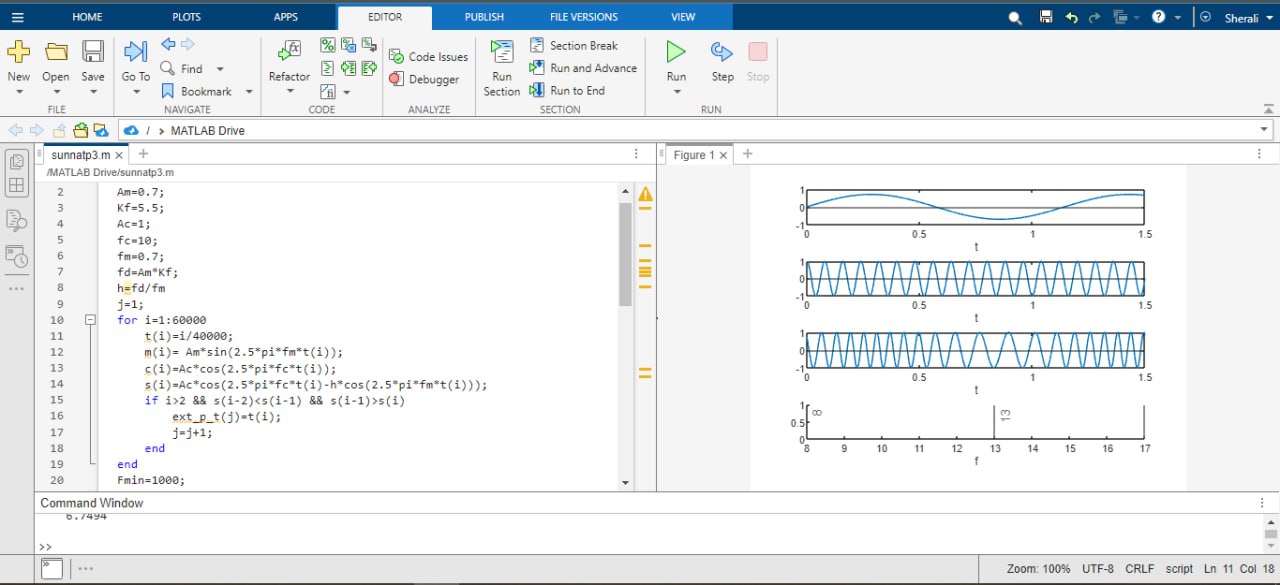 HOME PLOTS APPS EDITOR PUBLISH FILE VERSIONS VIEW Sherali
New Open Save Go To Find Bookmark Refactor Code Issues Debugger Run Section Section Break Run and Advance Run to End Run Step Stop
FILE NAVIGATE CODE ANALYZE SECTION RUN
/ › MATLAB Drive
sunnatp3.m × +
/MATLAB Drive/sunnatp3.m
2 Am=0.7;
3 Kf=5.5;
4 Ac=1;
5 fc=10;
6 fm=0.7;
7 fd=Am*Kf;
8 h=fd/fm
9 j=1;
10 for i=1:60000
11 t(i)=i/40000;
12 m(i)= Am*sin(2.5*pi*fm*t(i));
13 c(i)=Ac*cos(2.5*pi*fc*t(i));
14 s(i)=Ac*cos(2.5*pi*fc*t(i)-h*cos(2.5*pi*fm*t(i)));
15 if i>2 && s(i-2)<s(i-1) && s(i-1)>s(i)
16 ext_p_t(j)=t(i);
17 j=j+1;
18 end
19 end
20 Fmin=1000;
Figure 1 × +
1
0
-1
0 0.5 1 1.5
t
1
0
-1
0 0.5 1 1.5
t
1
0
-1
0 0.5 1 1.5
t
1
0.5
0
8
13
8 9 10 11 12 13 14 15 16 17
f
Command Window
6.7494
>>
Zoom: 100% UTF-8 CRLF script Ln 11 Col 18